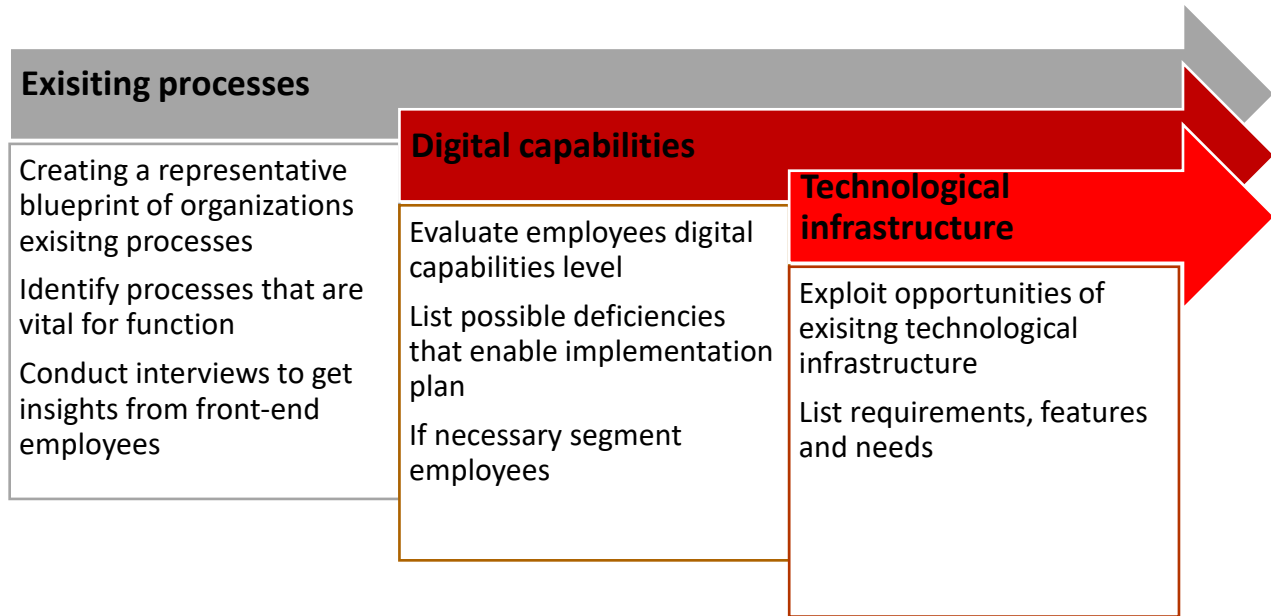 Exisiting processes
Creating a representative
blueprint of organizations
exisitng processes
Identify processes that are
vital for function
Conduct interviews to get
insights from front-end
employees
Digital capabilities
Evaluate employees digital
capabilities level
List possible deficiencies
that enable implementation
plan
If necessary segment
employees
Technological
infrastructure
Exploit opportunities of
exisitng technological
infrastructure
List requirements, features
and needs